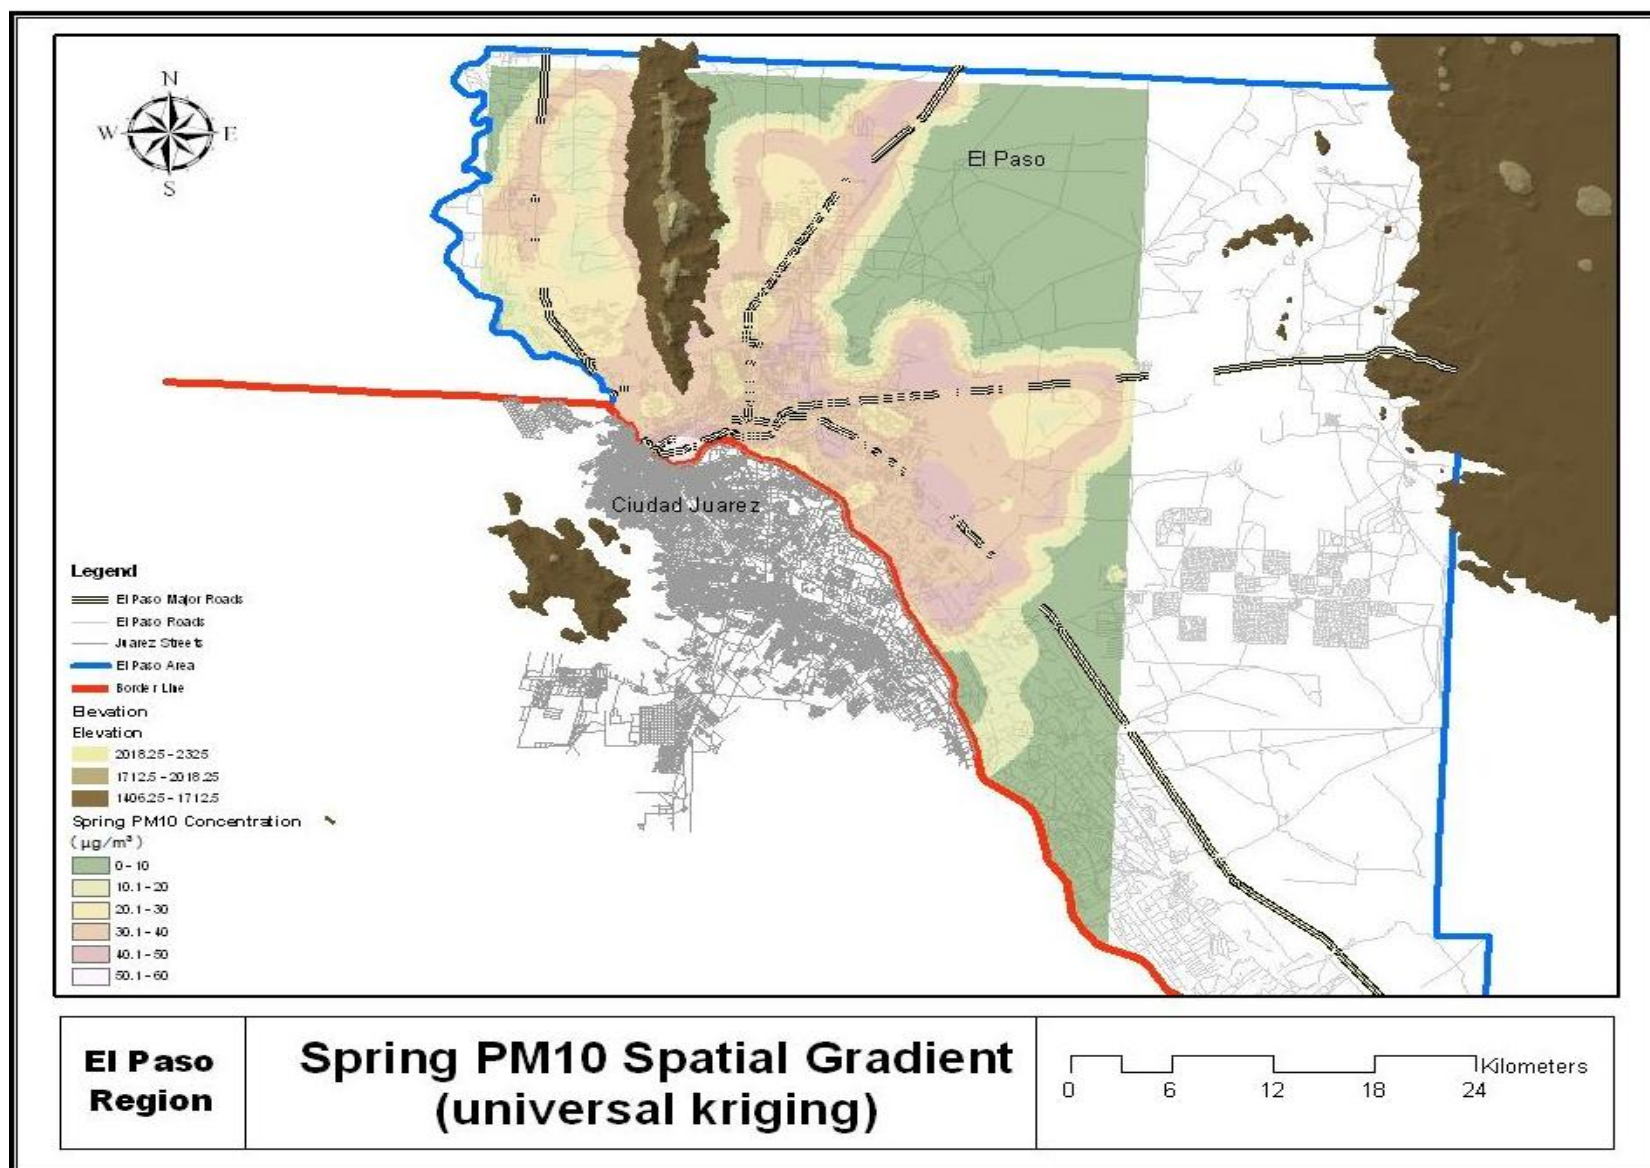 N
W E
S
El Paso
Ciudad Juarez
Legend
El Paso Major Roads
El Paso Roads
Juarez Streets
El Paso Area
Border Line
Elevation
Elevation
2018.25 - 2325
1712.5 - 2018.25
1406.25 - 1712.5
Spring PM10 Concentration
(µg/m³)
0 - 10
10.1 - 20
20.1 - 30
30.1 - 40
40.1 - 50
50.1 - 60
El Paso
Region
Spring PM10 Spatial Gradient
(universal kriging)
Kilometers
0 6 12 18 24